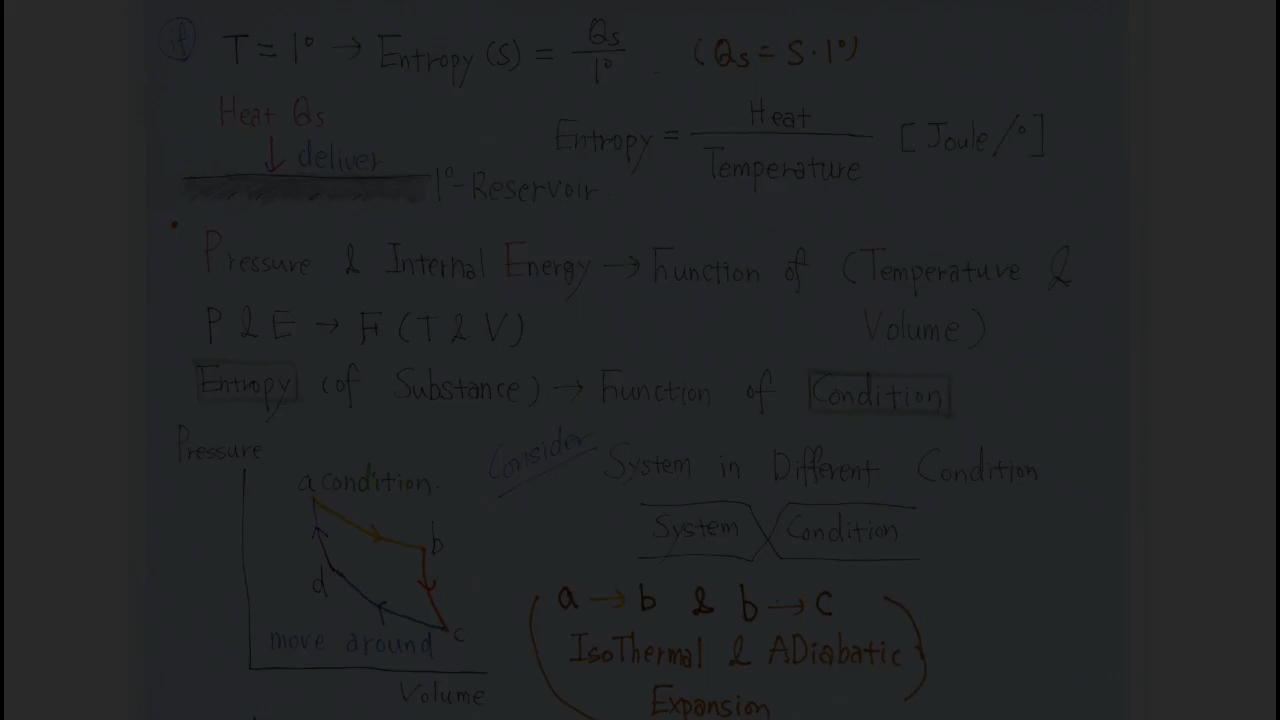 if T = 1° → Entropy (S) = Qs / 1° (Qs = S · 1°)
Heat Qs
deliver
1°-Reservoir
Entropy = Heat / Temperature [Joule/°]
Pressure & Internal Energy → Function of (Temperature & Volume)
P & E → F (T & V)
Entropy (of Substance) → Function of Condition
Pressure
a condition.
b
d
c
move around
Volume
Consider System in Different Condition
System Condition
a → b & b → c
IsoThermal & ADiabatic
Expansion